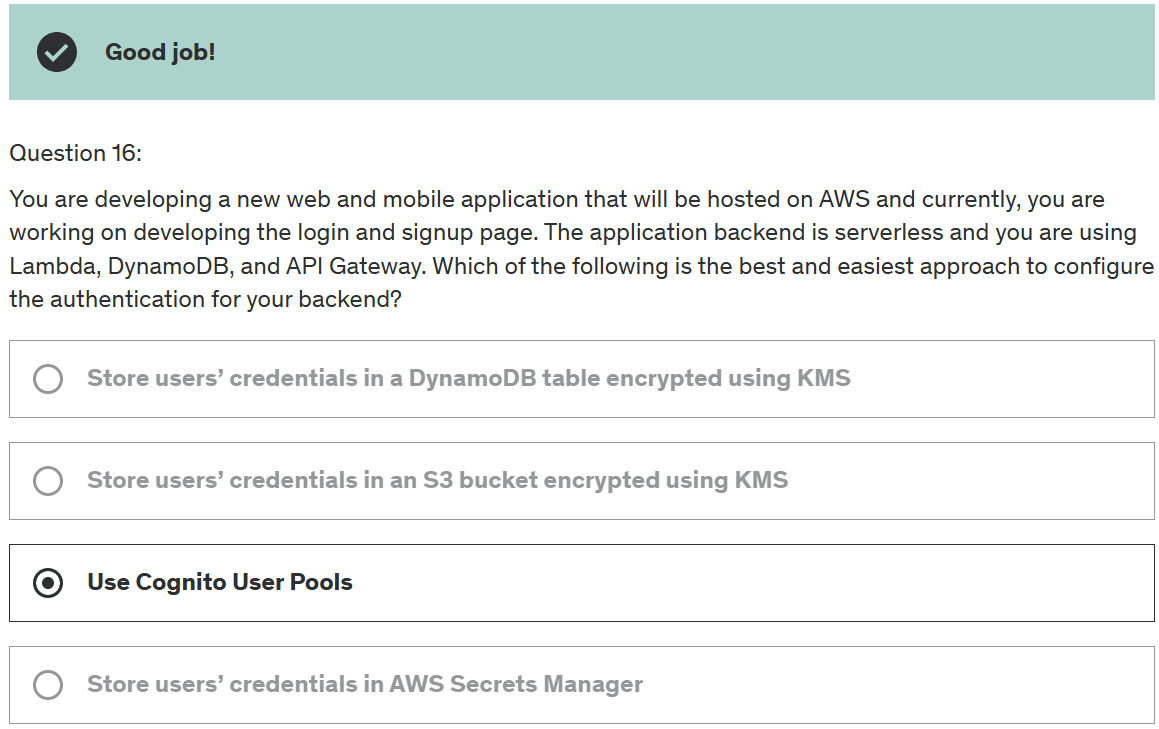 Good job!
Question 16:
You are developing a new web and mobile application that will be hosted on AWS and currently, you are
working on developing the login and signup page. The application backend is serverless and you are using
Lambda, DynamoDB, and API Gateway. Which of the following is the best and easiest approach to configure
the authentication for your backend?
Store users’ credentials in a DynamoDB table encrypted using KMS
Store users’ credentials in an S3 bucket encrypted using KMS
Use Cognito User Pools
Store users’ credentials in AWS Secrets Manager